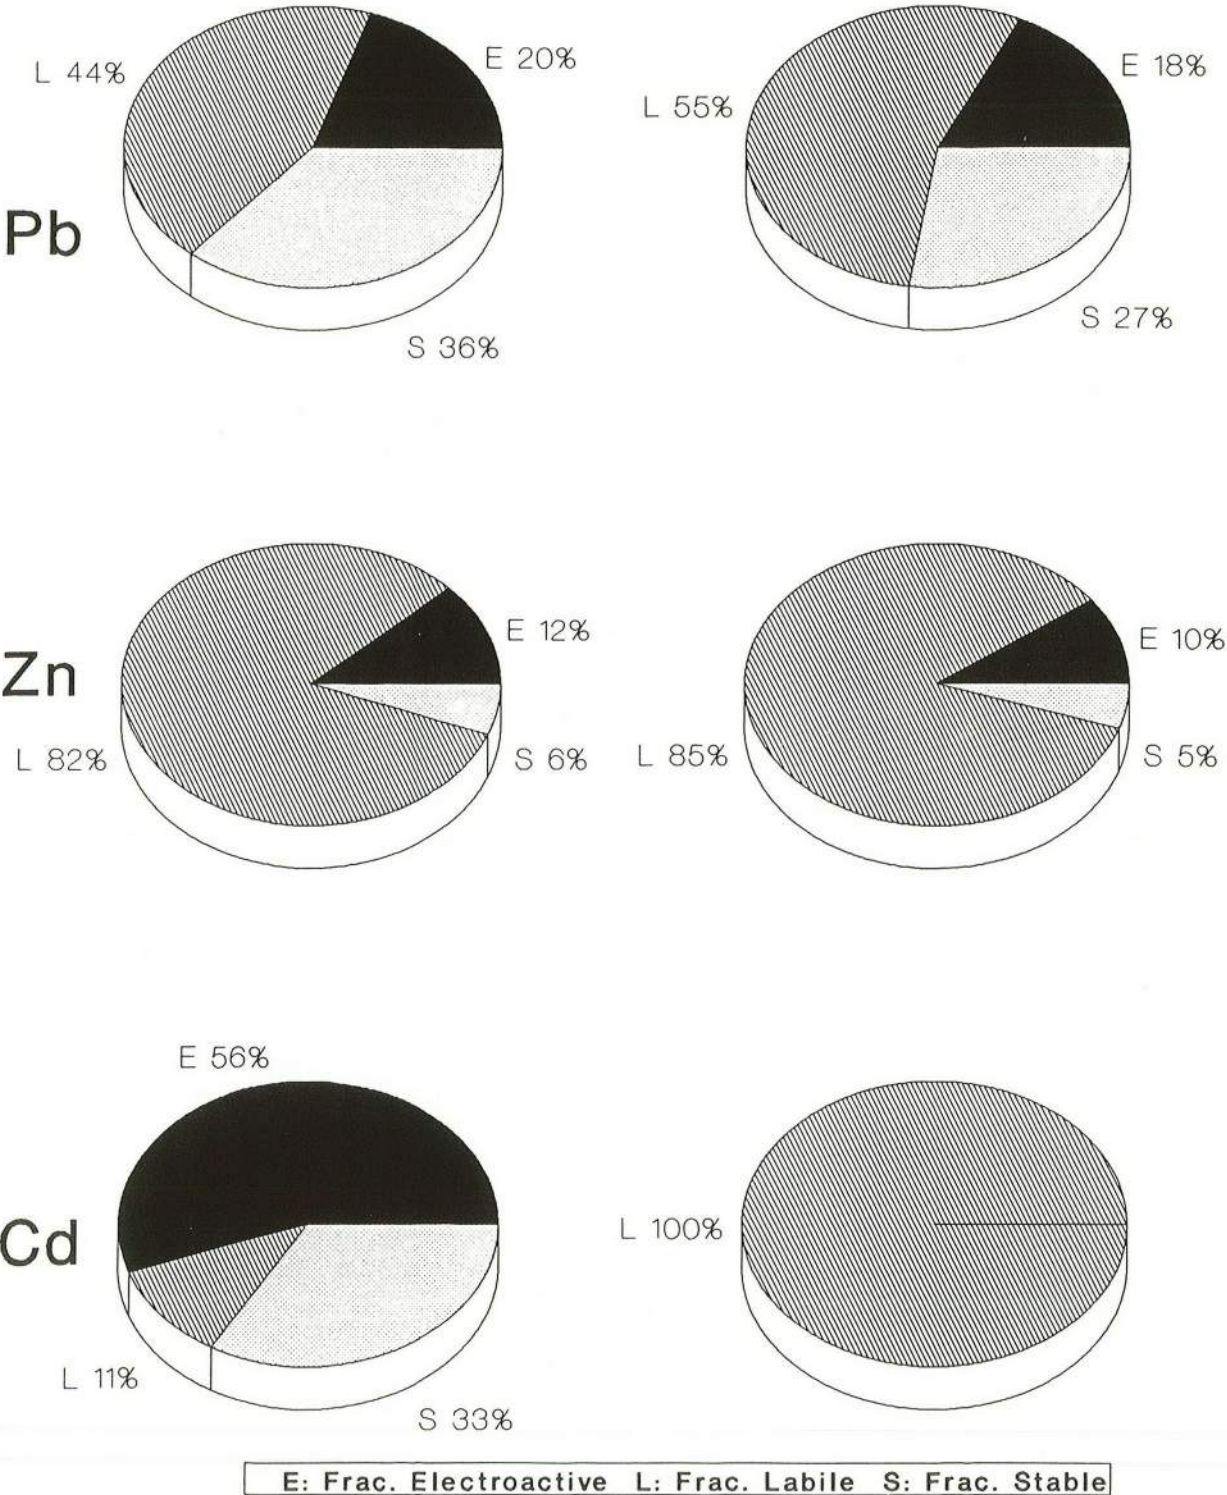 L 44%
E 20%
L 55%
E 18%
Pb
S 36%
S 27%
Zn
E 12%
E 10%
L 82%
S 6%
L 85%
S 5%
E 56%
Cd
L 100%
L 11%
S 33%
E: Frac. Electroactive L: Frac. Labile S: Frac. Stable